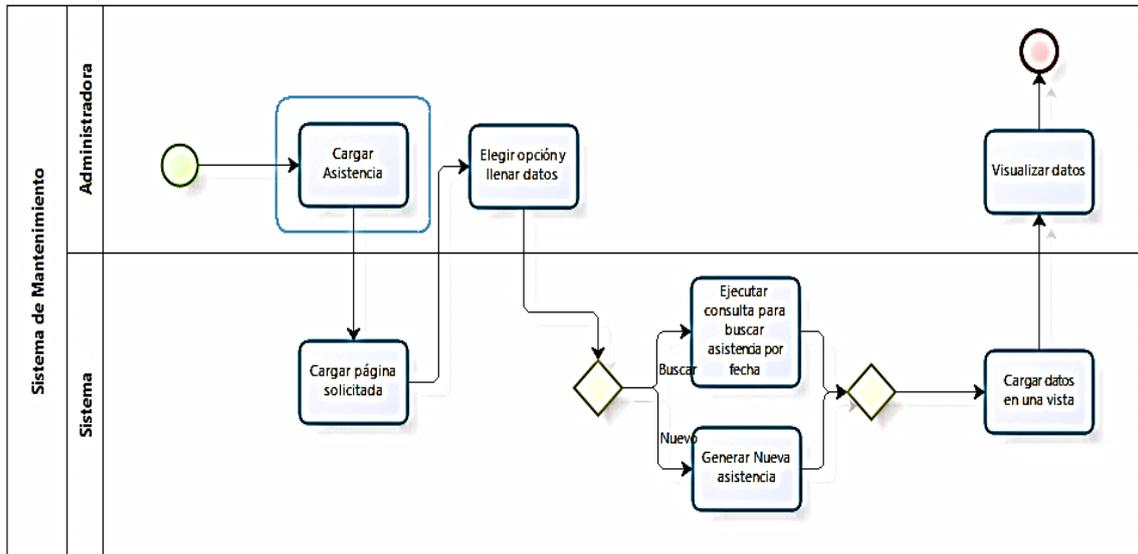 Sistema de Mantenimiento
Administradora
Cargar
Asistencia
Elegir opción y
llenar datos
Visualizar datos
Sistema
Cargar página
solicitada
Buscar
Ejecutar
consulta para
buscar
asistencia por
fecha
Nuevo
Generar Nueva
asistencia
Cargar datos
en una vista